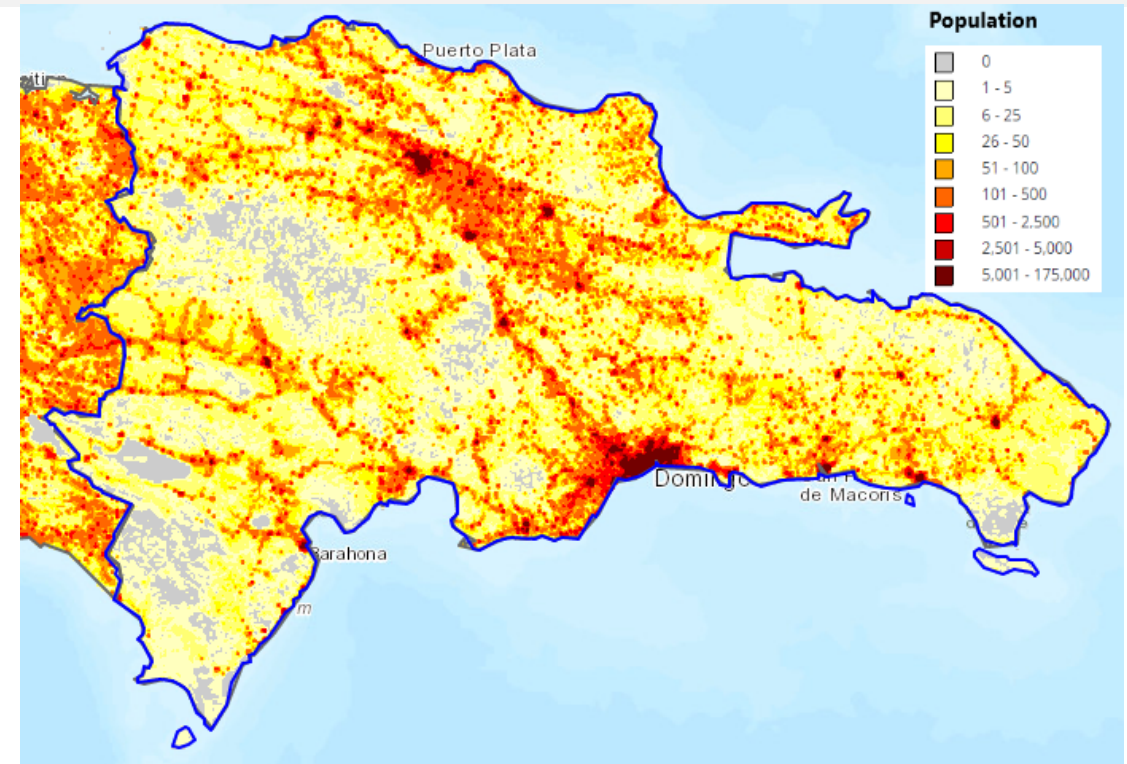 Population
0
1 - 5
6 - 25
26 - 50
51 - 100
101 - 500
501 - 2.500
2,501 - 5,000
5,001 - 175,000
Puerto Plata
Domingo
de Macoris
Barahona
m